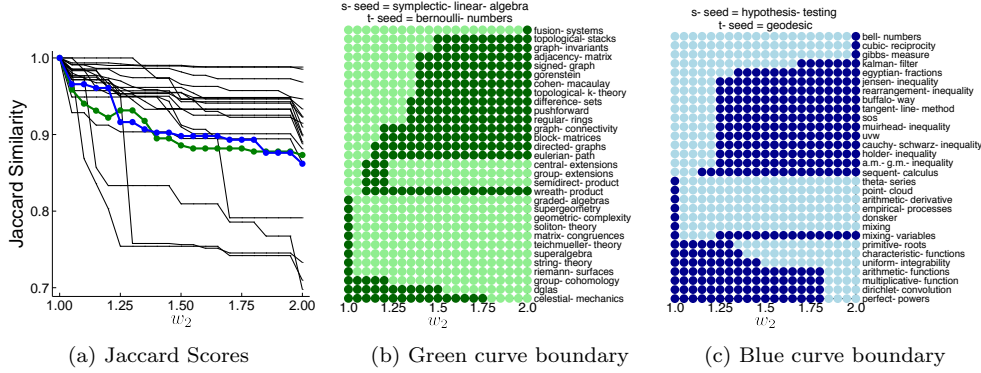 s- seed = symplectic- linear- algebra
t- seed = bernoulli- numbers
s- seed = hypothesis- testing
t- seed = geodesic
Jaccard Similarity
1.0
0.9
0.8
0.7
1.00 1.25 1.50 1.75 2.00
w2
fusion- systems
topological- stacks
graph- invariants
adjacency- matrix
signed- graph
gorenstein
cohen- macaulay
topological- k- theory
difference- sets
pushforward
regular- rings
graph- connectivity
block- matrices
directed- graphs
eulerian- path
central- extensions
group- extensions
semidirect- product
wreath- product
graded- algebras
supergeometry
geometric- complexity
soliton- theory
matrix- congruences
teichmueller- theory
superalgebra
string- theory
riemann- surfaces
group- cohomology
dglas
celestial- mechanics
1.0 1.25 1.5 1.75 2.0
w2
bell- numbers
cubic- reciprocity
gibbs- measure
kalman- filter
egyptian- fractions
jensen- inequality
rearrangement- inequality
buffalo- way
tangent- line- method
sos
muirhead- inequality
uvw
cauchy- schwarz- inequality
holder- inequality
a.m.- g.m.- inequality
sequent- calculus
theta- series
point- cloud
arithmetic- derivative
empirical- processes
donsker
mixing
mixing- variables
primitive- roots
characteristic- functions
uniform- integrability
arithmetic- functions
multiplicative- function
dirichlet- convolution
perfect- powers
1.0 1.25 1.5 1.75 2.0
w2
(a) Jaccard Scores
(b) Green curve boundary
(c) Blue curve boundary